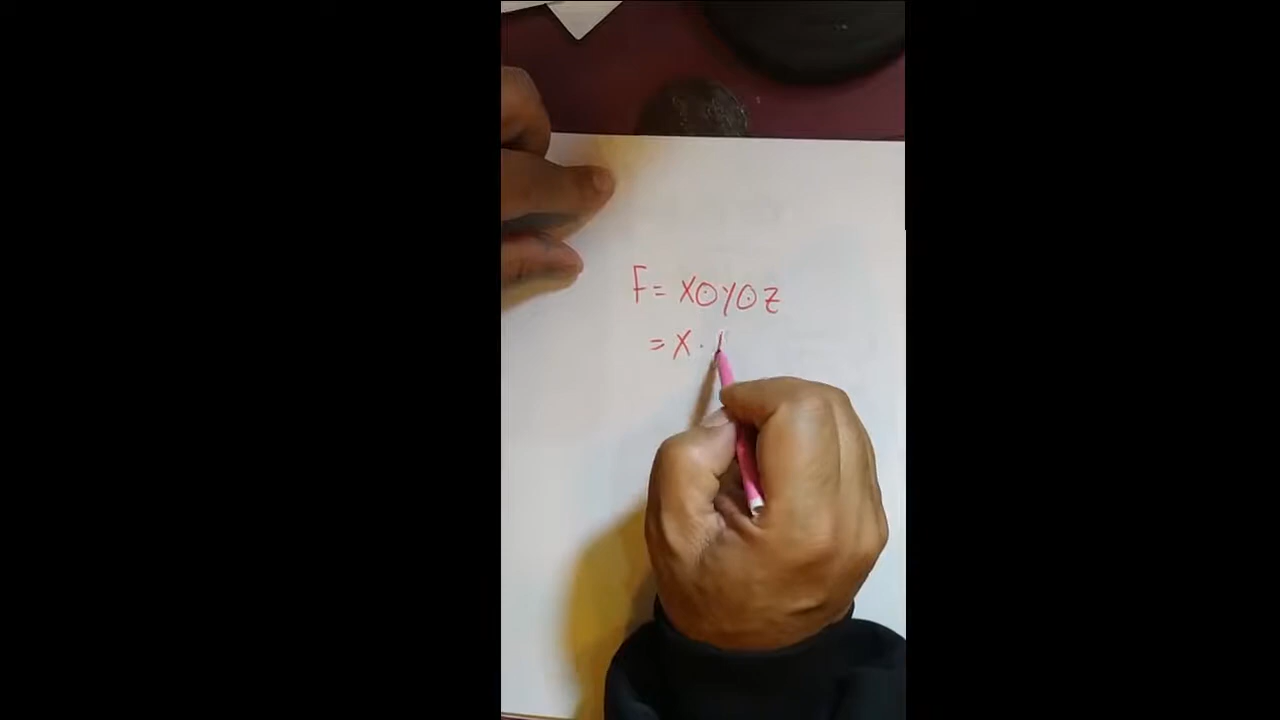 F = X⊙Y⊙Z
= X ·